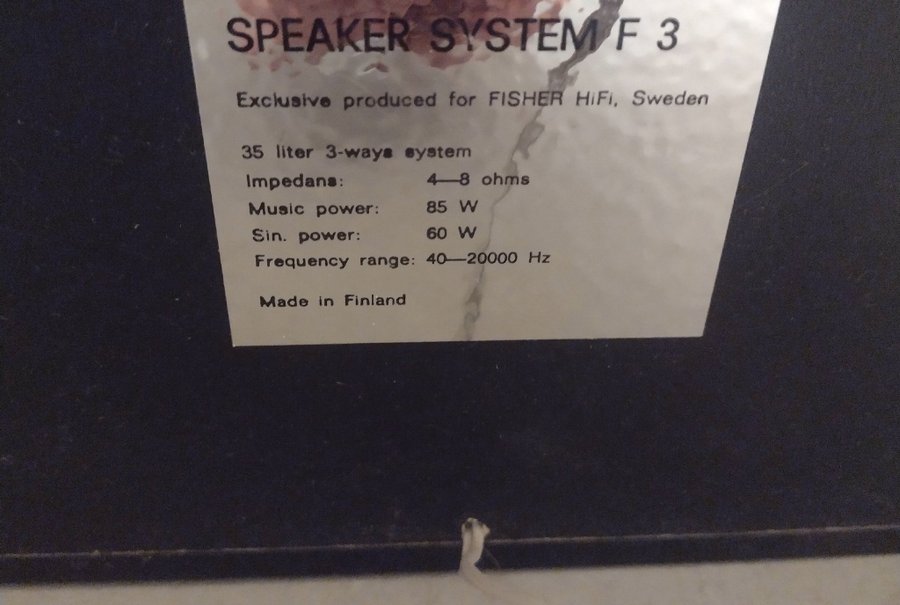 SPEAKER SYSTEM F 3
Exclusive produced for FISHER HiFi, Sweden
35 liter 3-ways system
Impedans: 4—8 ohms
Music power: 85 W
Sin. power: 60 W
Frequency range: 40—20000 Hz
Made in Finland